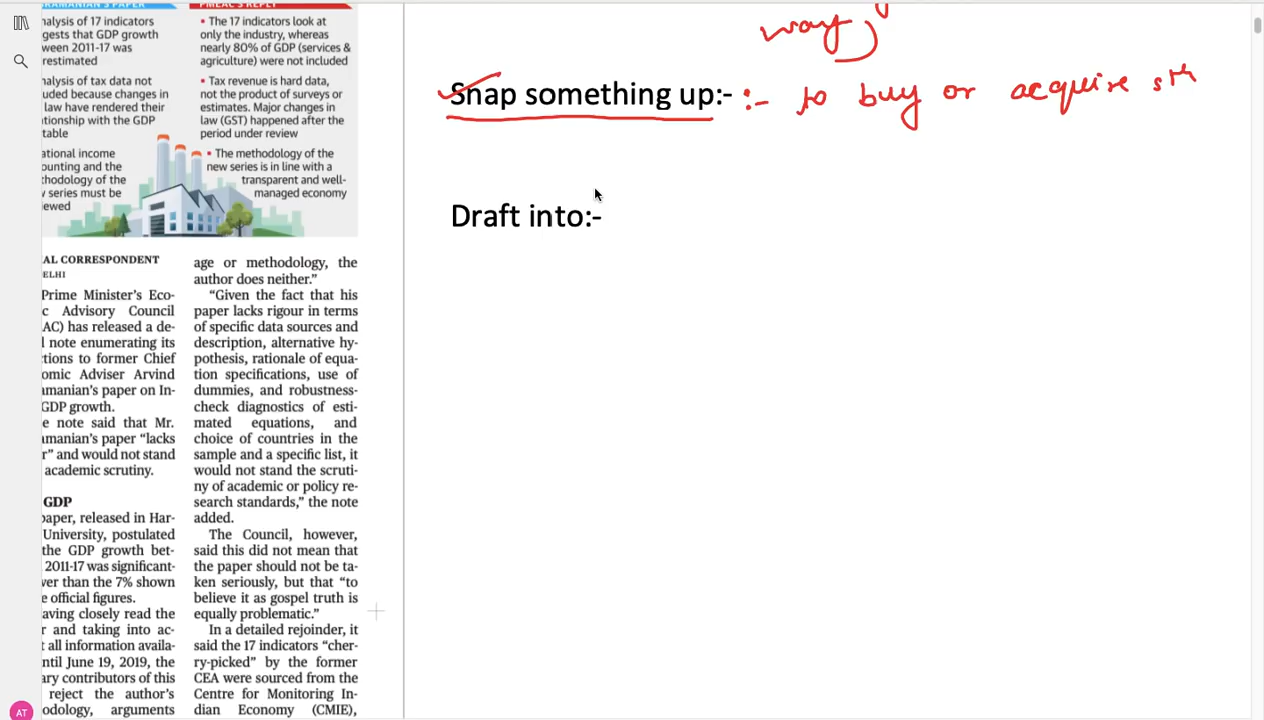 RAMANIAN'S PAPER
PMEAC'S REPLY
nalysis of 17 indicators
gests that GDP growth
ween 2011-17 was
restimated
nalysis of tax data not
uded because changes in
law have rendered their
tionship with the GDP
table
ational income
ounting and the
hodology of the
v series must be
ewed
• The 17 indicators look at
only the industry, whereas
nearly 80% of GDP (services &
agriculture) were not included
• Tax revenue is hard data,
not the product of surveys or
estimates. Major changes in
law (GST) happened after the
period under review
• The methodology of the
new series is in line with a
transparent and well-
managed economy
AL CORRESPONDENT
ELHI
Prime Minister's Eco-
c Advisory Council
AC) has released a de-
l note enumerating its
ctions to former Chief
omic Adviser Arvind
amanian's paper on In-
GDP growth.
e note said that Mr.
amanian's paper "lacks
r" and would not stand
academic scrutiny.
GDP
paper, released in Har-
University, postulated
the GDP growth bet-
2011-17 was significant-
wer than the 7% shown
e official figures.
aving closely read the
r and taking into ac-
t all information availa-
ntil June 19, 2019, the
ary contributors of this
reject the author's
odology, arguments
age or methodology, the
author does neither."
"Given the fact that his
paper lacks rigour in terms
of specific data sources and
description, alternative hy-
pothesis, rationale of equa-
tion specifications, use of
dummies, and robustness-
check diagnostics of esti-
mated equations, and
choice of countries in the
sample and a specific list, it
would not stand the scruti-
ny of academic or policy re-
search standards," the note
added.
The Council, however,
said this did not mean that
the paper should not be ta-
ken seriously, but that "to
believe it as gospel truth is
equally problematic."
In a detailed rejoinder, it
said the 17 indicators "cher-
ry-picked" by the former
CEA were sourced from the
Centre for Monitoring In-
dian Economy (CMIE),
way)
Snap something up:- :- to buy or acquire sth
Draft into:-
AT